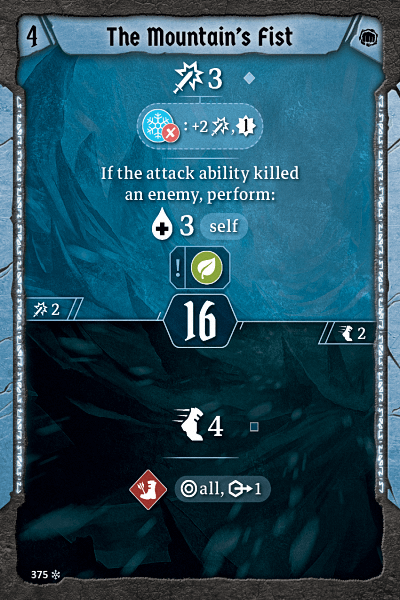 4
The Mountain's Fist
3
: +2 ,
If the attack ability killed
an enemy, perform:
3 self
!
2
16
2
4
all, 1
375